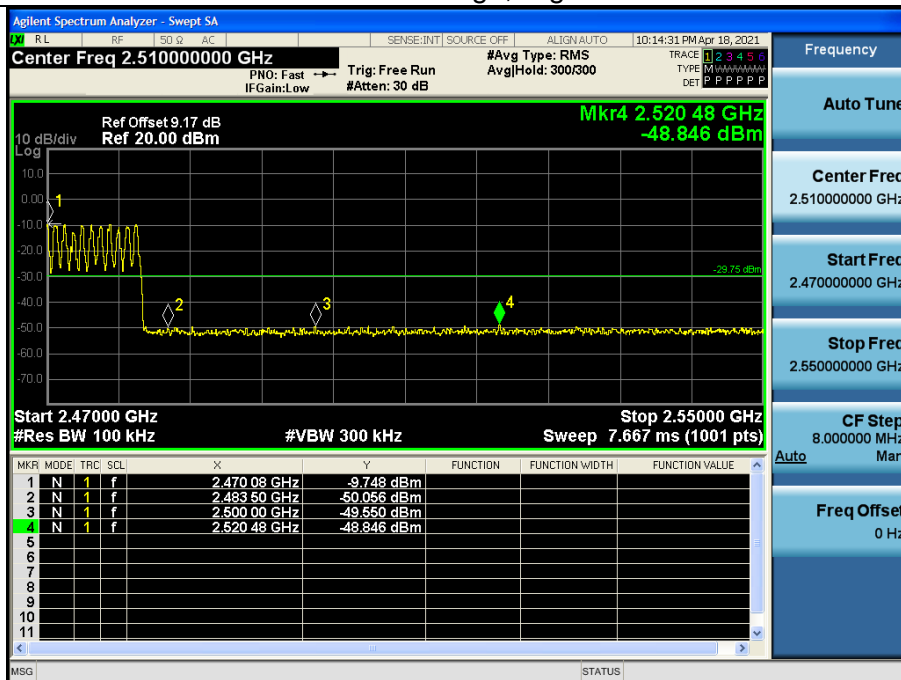 Agilent Spectrum Analyzer - Swept SA
LXI RL RF 50 Ω AC SENSE:INT SOURCE OFF ALIGN AUTO 10:14:31 PM Apr 18, 2021
Center Freq 2.510000000 GHz #Avg Type: RMS TRACE 1 2 3 4 5 6
PNO: Fast Trig: Free Run Avg|Hold: 300/300 TYPE M
IFGain:Low #Atten: 30 dB DET P P P P P P
Frequency
Mkr4 2.520 48 GHz
-48.846 dBm
Ref Offset 9.17 dB
10 dB/div Ref 20.00 dBm
Log
10.0
0.00
-10.0
-20.0
-30.0
-40.0
-50.0
-60.0
-70.0
1
2
3
4
-29.75 dBm
Start 2.47000 GHz Stop 2.55000 GHz
#Res BW 100 kHz #VBW 300 kHz Sweep 7.667 ms (1001 pts)
MKR MODE TRC SCL X Y FUNCTION FUNCTION WIDTH FUNCTION VALUE
1 N 1 f 2.470 08 GHz -9.748 dBm
2 N 1 f 2.483 50 GHz -50.056 dBm
3 N 1 f 2.500 00 GHz -49.550 dBm
4 N 1 f 2.520 48 GHz -48.846 dBm
5
6
7
8
9
10
11
Auto Tune
Center Freq
2.510000000 GHz
Start Freq
2.470000000 GHz
Stop Freq
2.550000000 GHz
CF Step
8.000000 MHz
Auto Man
Freq Offset
0 Hz
MSG STATUS